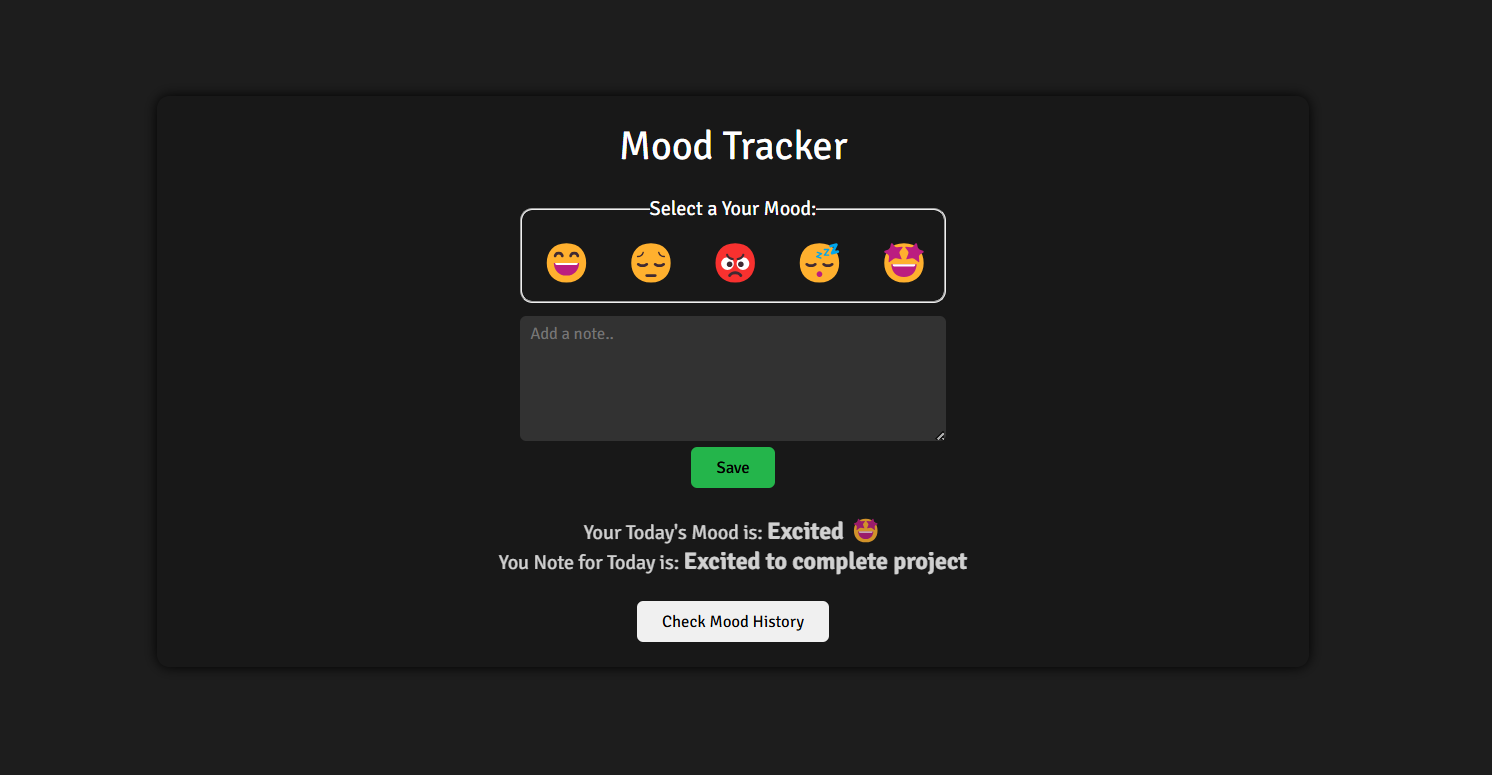 Mood Tracker
Select a Your Mood:
Add a note..
Save
Your Today's Mood is: Excited 🤩
You Note for Today is: Excited to complete project
Check Mood History